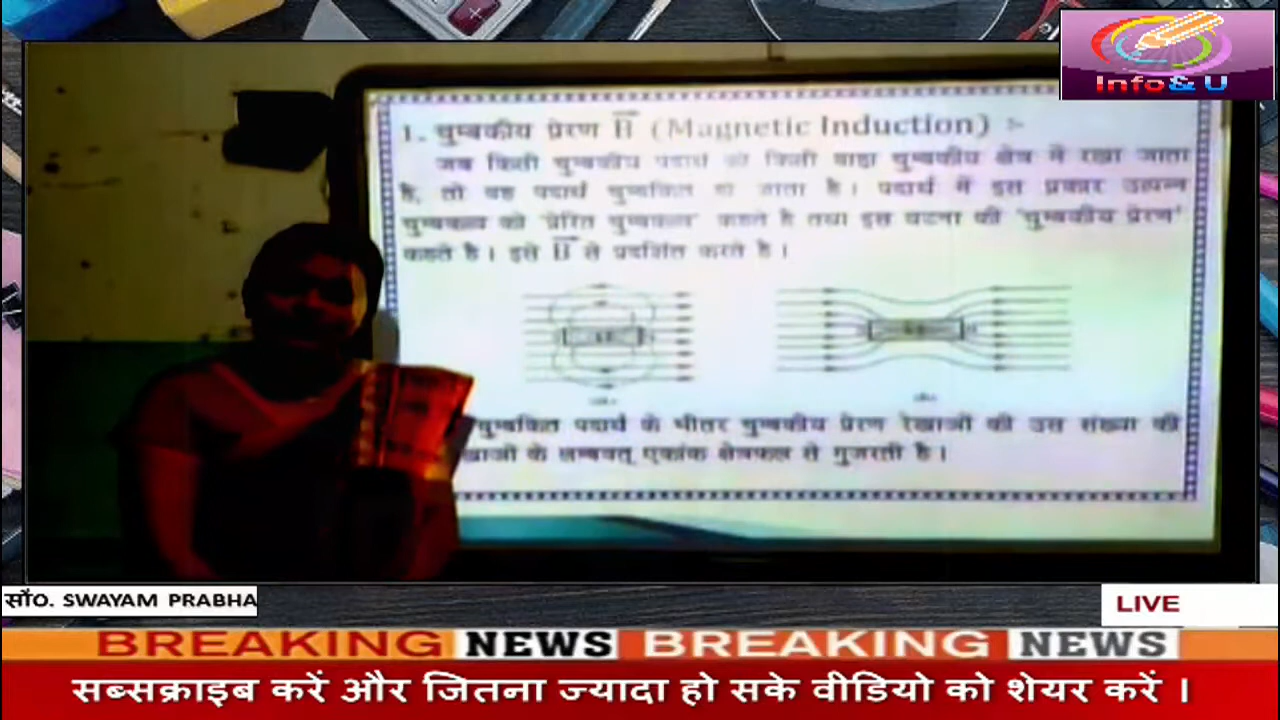 Info& U
1. चुम्बकीय प्रेरण B (Magnetic Induction) :-
जब किसी चुम्बकीय पदार्थ को किसी बाह्य चुम्बकीय क्षेत्र में रखा जाता
है, तो वह पदार्थ चुम्बकित हो जाता है। पदार्थ में इस प्रकार उत्पन्न
चुम्बकत्व को 'प्रेरित चुम्बकत्व' कहते है तथा इस घटना की 'चुम्बकीय प्रेरण'
कहते है। इसे B से प्रदर्शित करते है।
चुम्बकित पदार्थ के भीतर चुम्बकीय प्रेरण रेखाओं की उस संख्या की
के लम्बवत् एकांक क्षेत्रफल से गुजरती है।
सौO. SWAYAM PRABHA
LIVE
BREAKING NEWS BREAKING NEWS
सब्सक्राइब करें और जितना ज्यादा हो सके वीडियो को शेयर करें ।